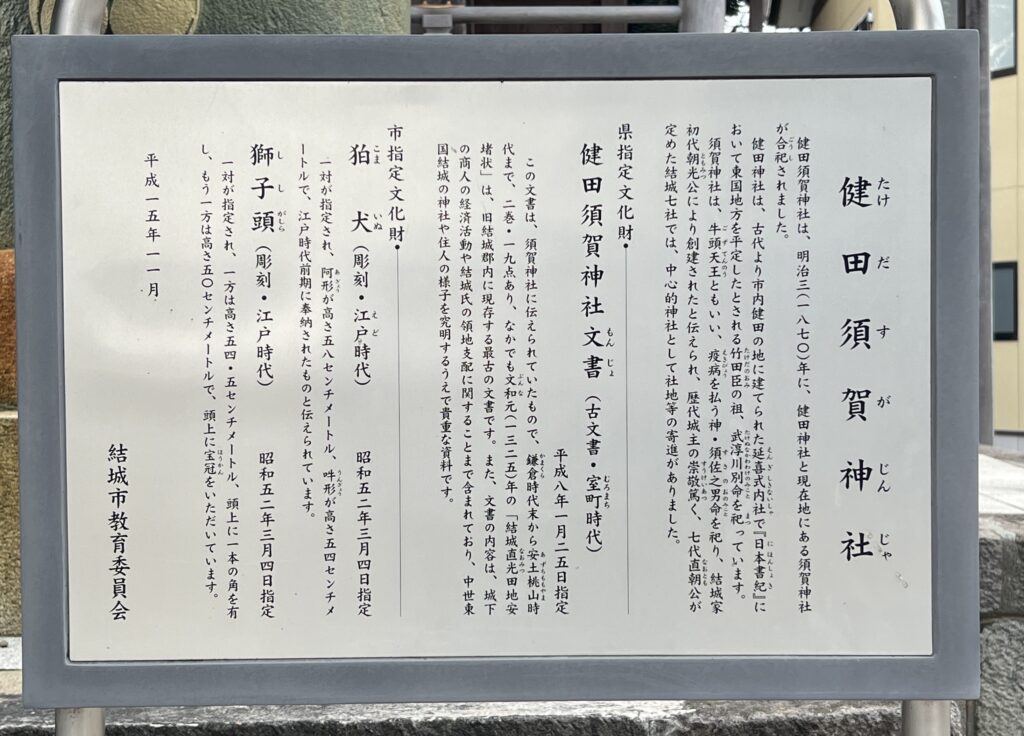 健田須賀神社
健田須賀神社は、明治三(一八七〇)年に、健田神社と現在地にある須賀神社
が合祀されました。
健田神社は、古代より市内健田の地に建てられた延喜式内社で『日本書紀』に
おいて東国地方を平定したとされる竹田臣の祖、武渟川別命を祀っています。
須賀神社は、牛頭天王ともいい、疫病を払う神・須佐之男命を祀り、結城家
初代朝光公により創建されたと伝えられ、歴代城主の崇敬篤く、七代直朝公が
定めた結城七社では、中心的神社として社地等の寄進がありました。
県指定文化財
健田須賀神社文書(古文書・室町時代)
平成八年一月二五日指定
この文書は、須賀神社に伝えられていたもので、鎌倉時代末から安土桃山時
代まで、二巻・一九点あり、なかでも文和元(一三二五)年の「結城直光田地安
堵状」は、旧結城郡内に現存する最古の文書です。また、文書の内容は、城下
の商人の経済活動や結城氏の領地支配に関することまで含まれており、中世東
国結城の神社や住人の様子を究明するうえで貴重な資料です。
市指定文化財
狛犬(彫刻・江戸時代) 昭和五二年三月四日指定
一対が指定され、阿形が高さ五八センチメートル、吽形が高さ五四センチメ
ートルで、江戸時代前期に奉納されたものと伝えられています。
獅子頭(彫刻・江戸時代) 昭和五二年三月四日指定
一対が指定され、一方は高さ五四・五センチメートル、頭上に一本の角を有
し、もう一方は高さ五〇センチメートルで、頭上に宝冠をいただいています。
平成一五年一一月
結城市教育委員会